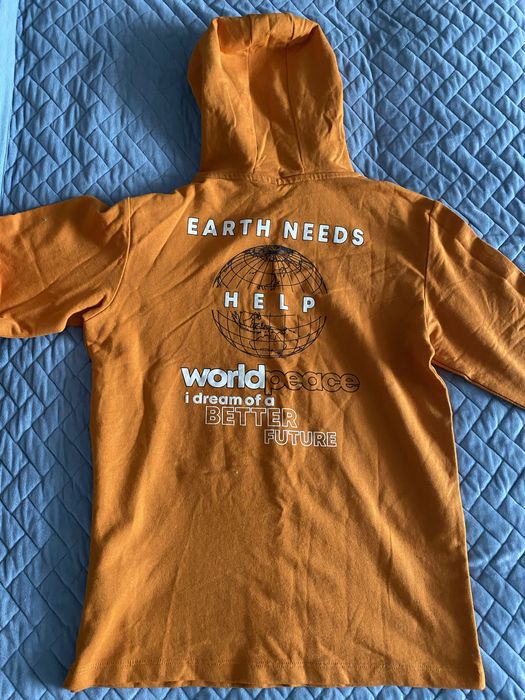 EARTH NEEDS
HELP
worldpeace
i dream of a
BETTER
FUTURE